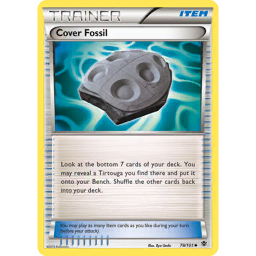 TRAINER
ITEM
Cover Fossil
Look at the bottom 7 cards of your deck. You
may reveal a Tirtouga you find there and put it
onto your Bench. Shuffle the other cards back
into your deck.
You may play as many Item cards as you like during your turn
(before your attack).
Illus. Ryo Ueda
79/101